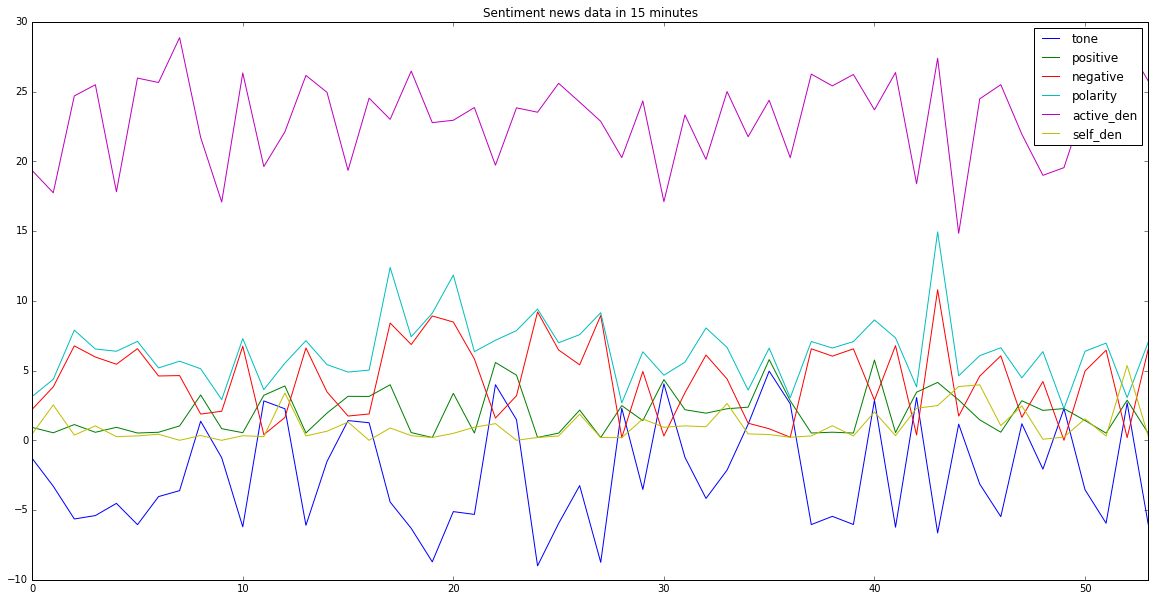 Sentiment news data in 15 minutes
30
25
20
15
10
5
0
−5
−10
0
10
20
30
40
50
tone
positive
negative
polarity
active_den
self_den